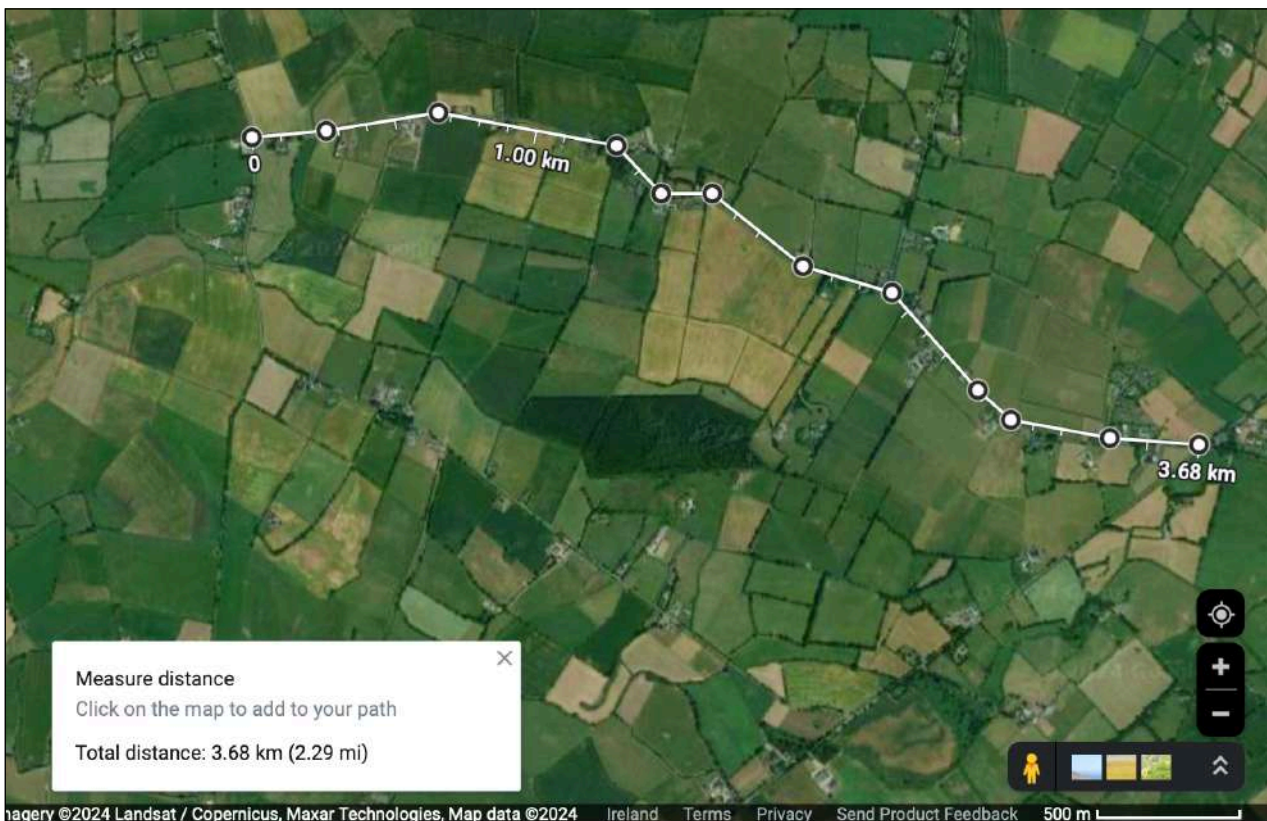 0
1.00 km
3.68 km
Measure distance
Click on the map to add to your path
Total distance: 3.68 km (2.29 mi)
nagery ©2024 Landsat / Copernicus, Maxar Technologies, Map data ©2024 Ireland Terms Privacy Send Product Feedback 500 m